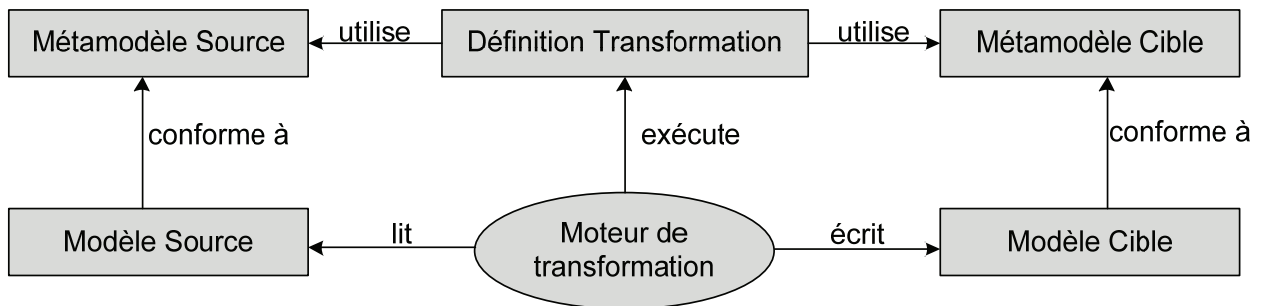 Métamodèle Source
utilise
Définition Transformation
utilise
Métamodèle Cible
conforme à
exécute
conforme à
Modèle Source
lit
Moteur de
transformation
écrit
Modèle Cible